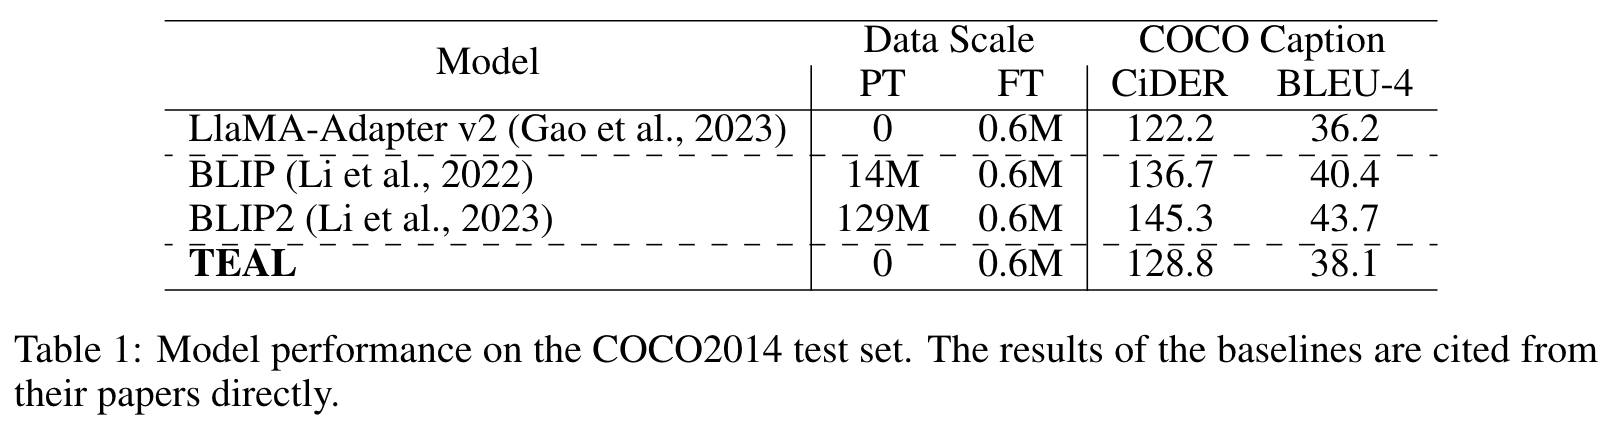 Model Data Scale COCO Caption
PT FT CiDER BLEU-4
LlaMA-Adapter v2 (Gao et al., 2023) 0 0.6M 122.2 36.2
BLIP (Li et al., 2022) 14M 0.6M 136.7 40.4
BLIP2 (Li et al., 2023) 129M 0.6M 145.3 43.7
TEAL 0 0.6M 128.8 38.1
Table 1: Model performance on the COCO2014 test set. The results of the baselines are cited from
their papers directly.